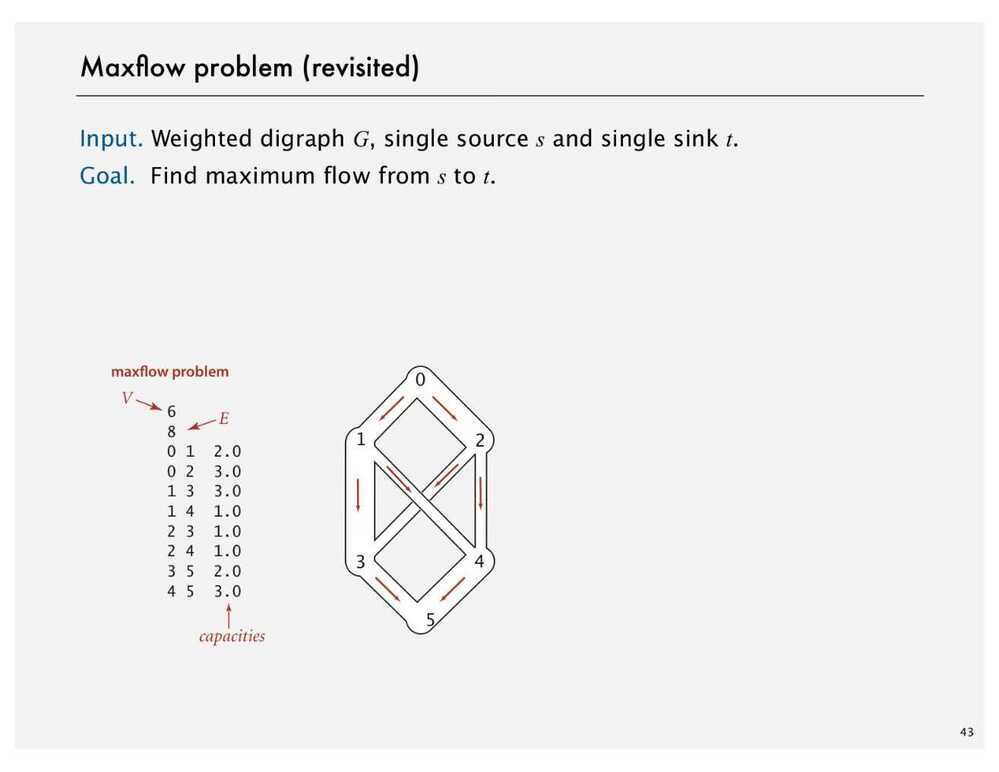 Maxflow problem (revisited)
Input. Weighted digraph G, single source s and single sink t.
Goal. Find maximum flow from s to t.
maxflow problem
V
6
E
8
0 1 2.0
0 2 3.0
1 3 3.0
1 4 1.0
2 3 1.0
2 4 1.0
3 5 2.0
4 5 3.0
capacities
0
1 2
3 4
5
43